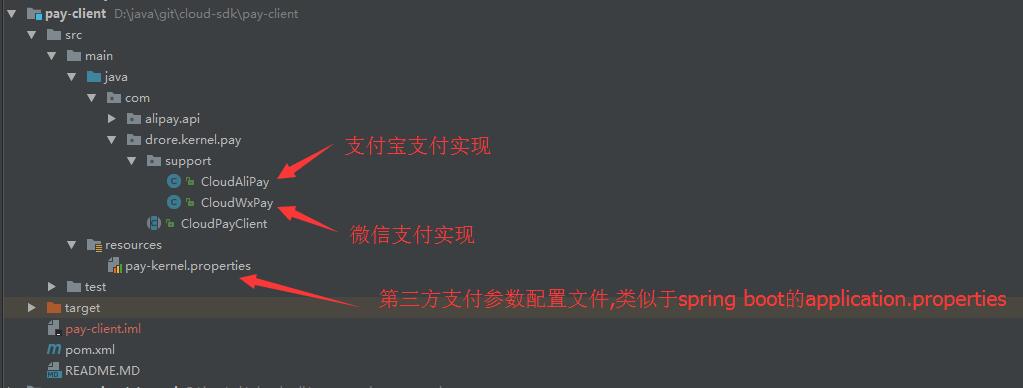 pay-client D:\java\git\cloud-sdk\pay-client
src
main
java
com
alipay.api
drore.kernel.pay
支付宝支付实现
support
CloudAliPay
CloudWxPay
CloudPayClient
微信支付实现
resources
pay-kernel.properties
test
第三方支付参数配置文件,类似于spring boot的application.properties
target
pay-client.iml
pom.xml
README.MD